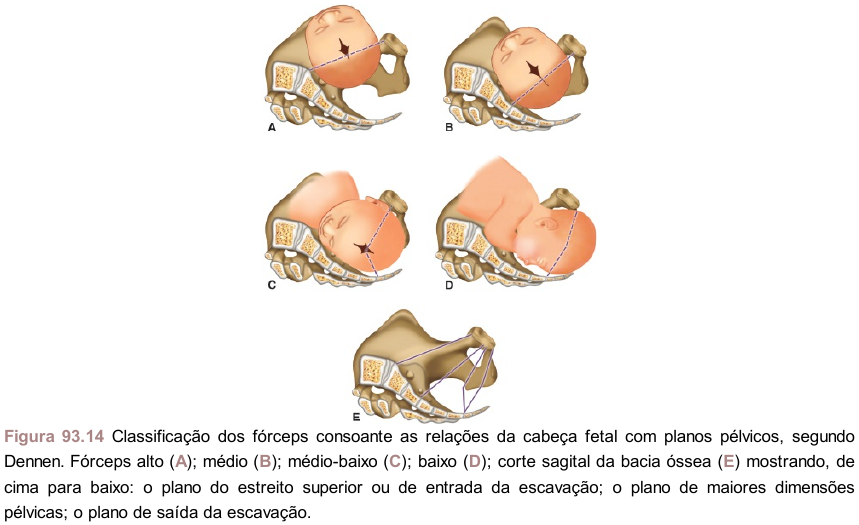 A
B
C
D
E
Figura 93.14 Classificação dos fórceps consoante as relações da cabeça fetal com planos pélvicos, segundo
Dennen. Fórceps alto (A); médio (B); médio-baixo (C); baixo (D); corte sagital da bacia óssea (E) mostrando, de
cima para baixo: o plano do estreito superior ou de entrada da escavação; o plano de maiores dimensões
pélvicas; o plano de saída da escavação.